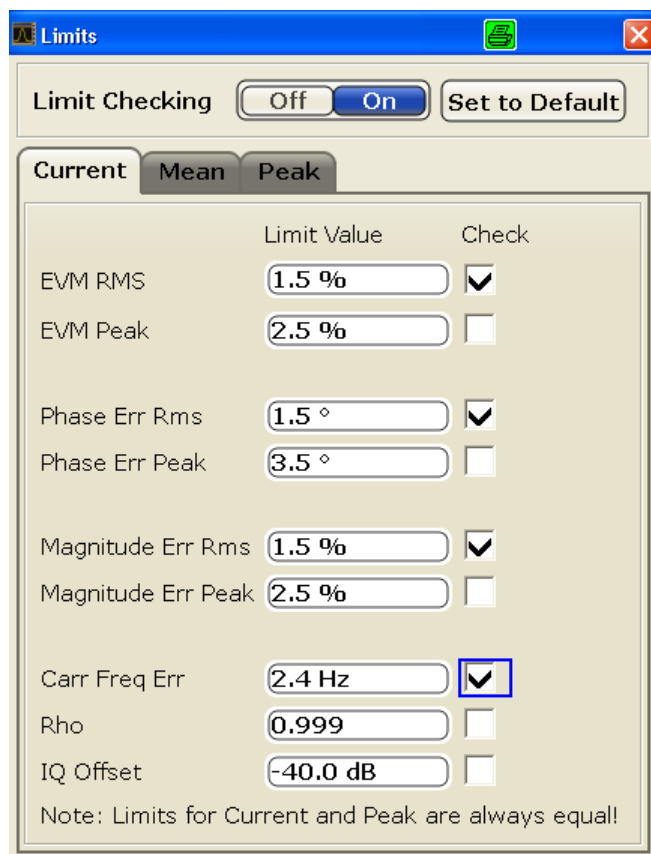 Limits
Limit Checking Off On Set to Default
Current Mean Peak
Limit Value Check
EVM RMS 1.5 %
EVM Peak 2.5 %
Phase Err Rms 1.5 °
Phase Err Peak 3.5 °
Magnitude Err Rms 1.5 %
Magnitude Err Peak 2.5 %
Carr Freq Err 2.4 Hz
Rho 0.999
IQ Offset -40.0 dB
Note: Limits for Current and Peak are always equal!